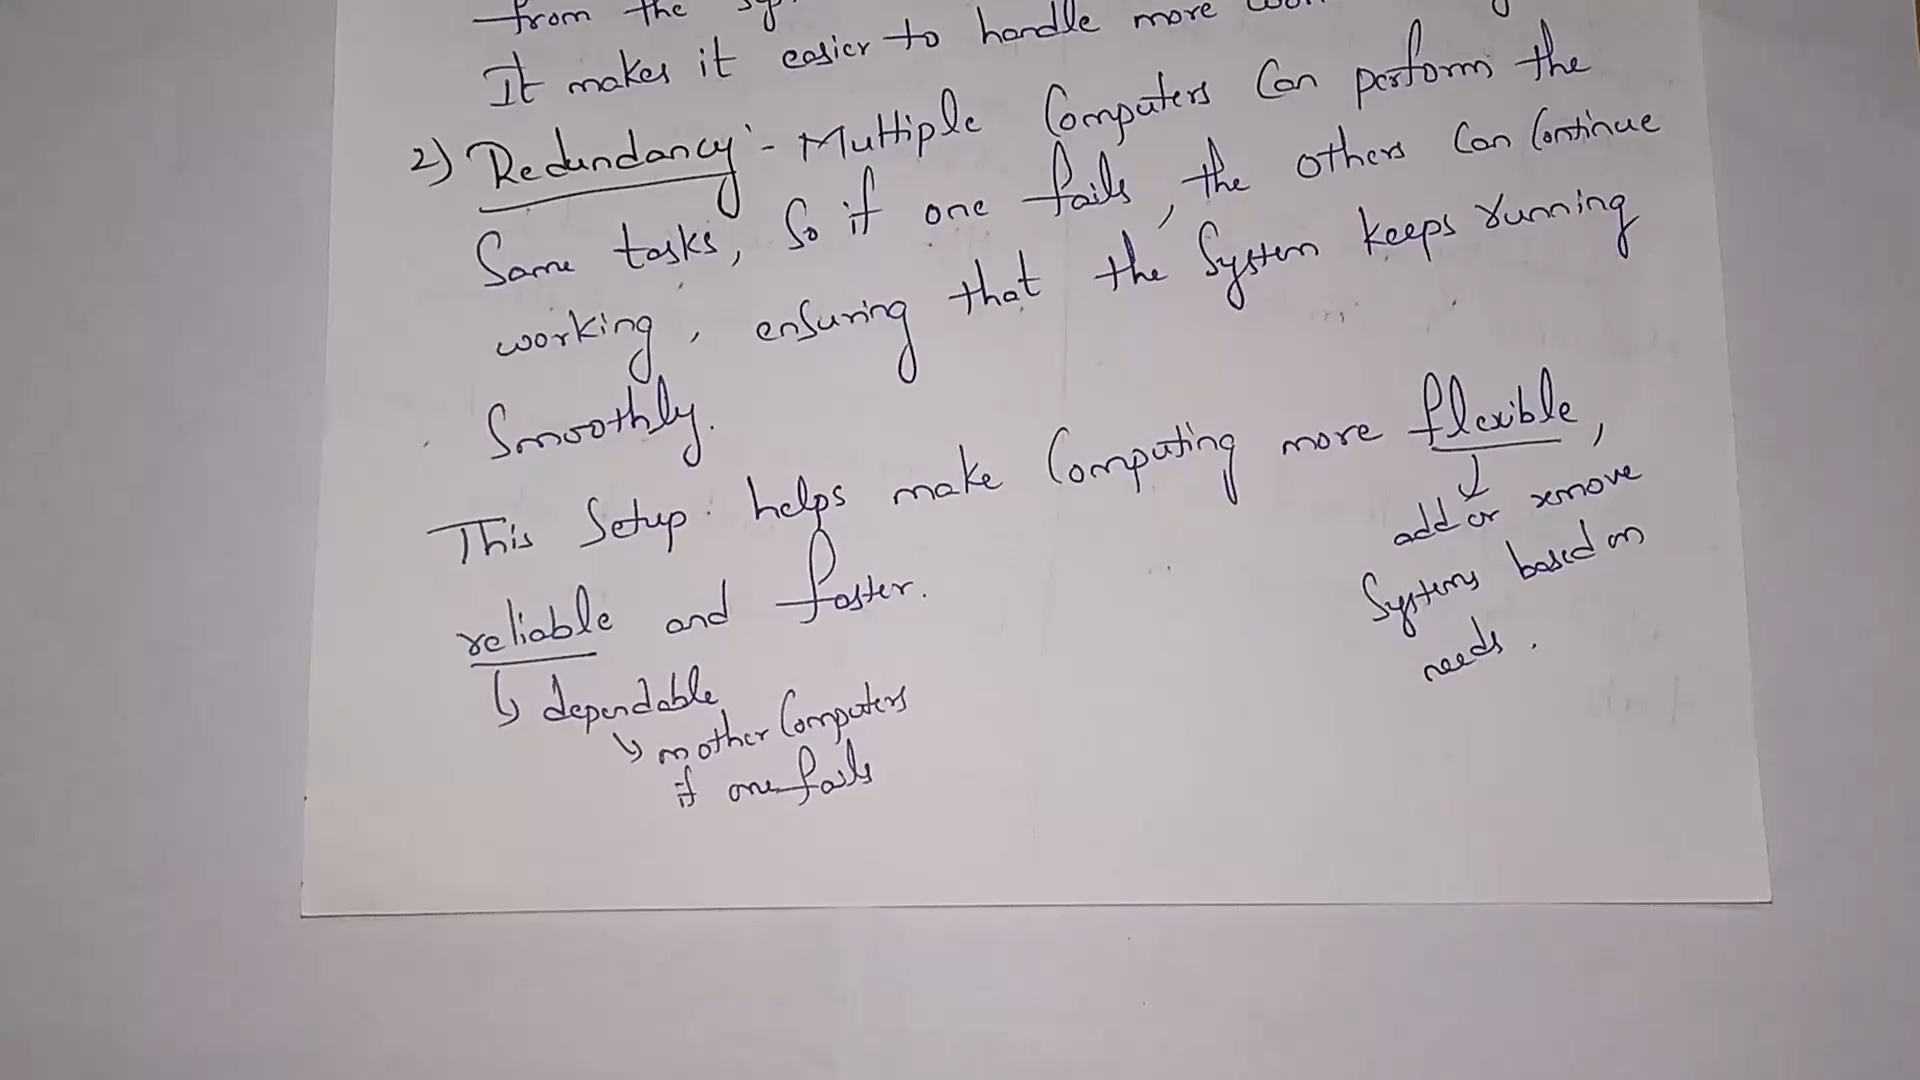 from the
It makes it easier to handle more
2) Redundancy :- Multiple Computers Can perform the
Same tasks, So if one fails, the others Can Continue
working, ensuring that the System keeps running
Smoothly.
This Setup helps make Computing more flexible,
↓
add or remove
Systems based on
needs.
reliable and faster.
↳ dependable
↳ on other Computers
if one fails